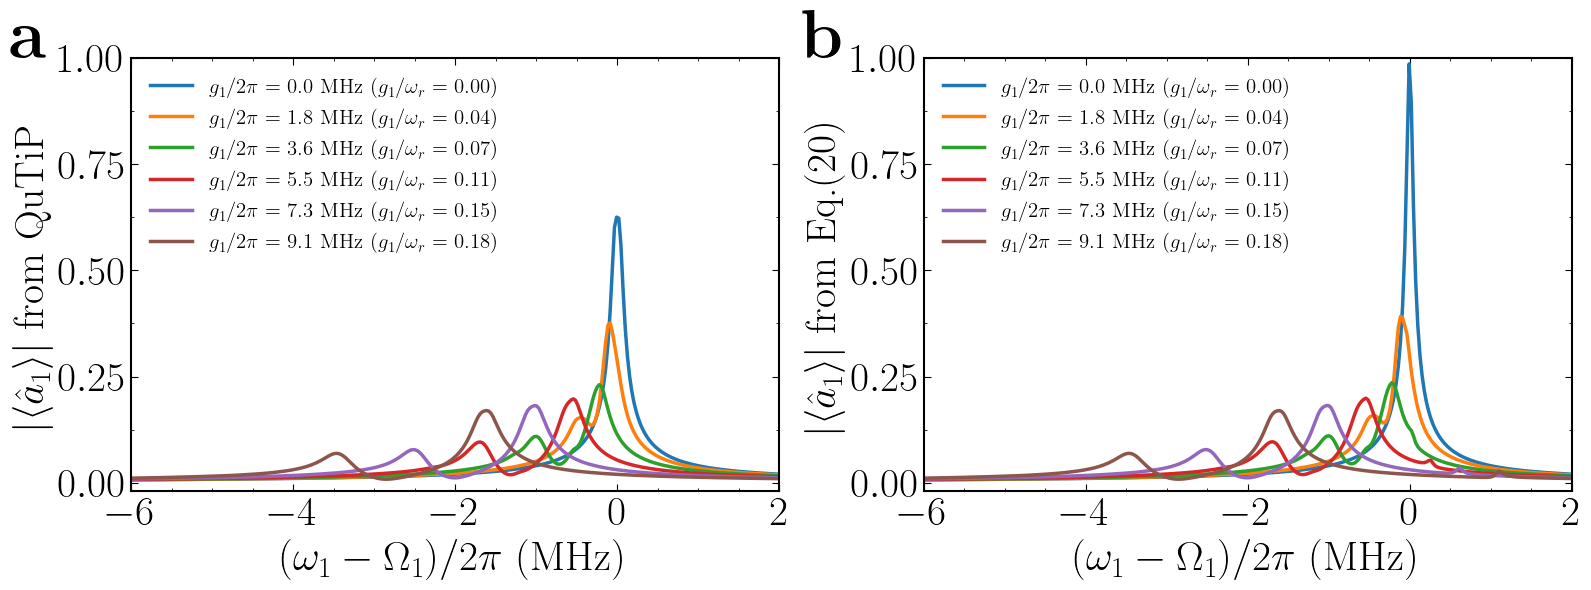 a
|⟨â₁⟩| from QuTiP
1.00
0.75
0.50
0.25
0.00
g₁/2π = 0.0 MHz (g₁/ωᵣ = 0.00)
g₁/2π = 1.8 MHz (g₁/ωᵣ = 0.04)
g₁/2π = 3.6 MHz (g₁/ωᵣ = 0.07)
g₁/2π = 5.5 MHz (g₁/ωᵣ = 0.11)
g₁/2π = 7.3 MHz (g₁/ωᵣ = 0.15)
g₁/2π = 9.1 MHz (g₁/ωᵣ = 0.18)
−6 −4 −2 0 2
(ω₁ − Ω₁)/2π (MHz)
b
|⟨â₁⟩| from Eq.(20)
1.00
0.75
0.50
0.25
0.00
g₁/2π = 0.0 MHz (g₁/ωᵣ = 0.00)
g₁/2π = 1.8 MHz (g₁/ωᵣ = 0.04)
g₁/2π = 3.6 MHz (g₁/ωᵣ = 0.07)
g₁/2π = 5.5 MHz (g₁/ωᵣ = 0.11)
g₁/2π = 7.3 MHz (g₁/ωᵣ = 0.15)
g₁/2π = 9.1 MHz (g₁/ωᵣ = 0.18)
−6 −4 −2 0 2
(ω₁ − Ω₁)/2π (MHz)